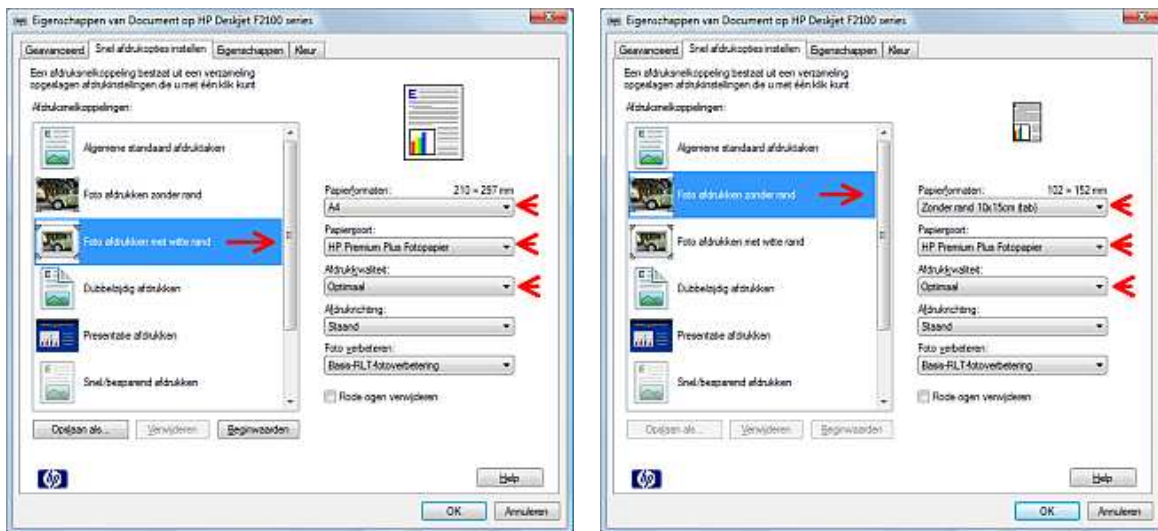 Eigenschappen van Document op HP Deskjet F2100 series
Geavanceerd
Snel afdrukopties instellen
Eigenschappen
Kleur
Een afdruksnelkoppeling bestaat uit een verzameling
opgeslagen afdrukinstellingen die u met één klik kunt
Afdruksnelkoppelingen:
Algemene standaard afdruktaken
Foto afdrukken zonder rand
Foto afdrukken met witte rand
Dubbelzijdig afdrukken
Presentatie afdrukken
Snel/besparend afdrukken
Opslaan als...
Verwijderen
Beginwaarden
Papierformaten:
210 × 297 mm
A4
Papiersoort:
HP Premium Plus Fotopapier
Afdrukkwaliteit:
Optimaal
Afdrukrichting:
Staand
Foto verbeteren:
Basis-RLT-fotoverbetering
Rode ogen verwijderen
hp
Help
OK
Annuleren
Eigenschappen van Document op HP Deskjet F2100 series
Geavanceerd
Snel afdrukopties instellen
Eigenschappen
Kleur
Een afdruksnelkoppeling bestaat uit een verzameling
opgeslagen afdrukinstellingen die u met één klik kunt
Afdruksnelkoppelingen:
Algemene standaard afdruktaken
Foto afdrukken zonder rand
Foto afdrukken met witte rand
Dubbelzijdig afdrukken
Presentatie afdrukken
Snel/besparend afdrukken
Opslaan als...
Verwijderen
Beginwaarden
Papierformaten:
102 × 152 mm
Zonder rand 10x15cm (tab)
Papiersoort:
HP Premium Plus Fotopapier
Afdrukkwaliteit:
Optimaal
Afdrukrichting:
Staand
Foto verbeteren:
Basis-RLT-fotoverbetering
Rode ogen verwijderen
hp
Help
OK
Annuleren